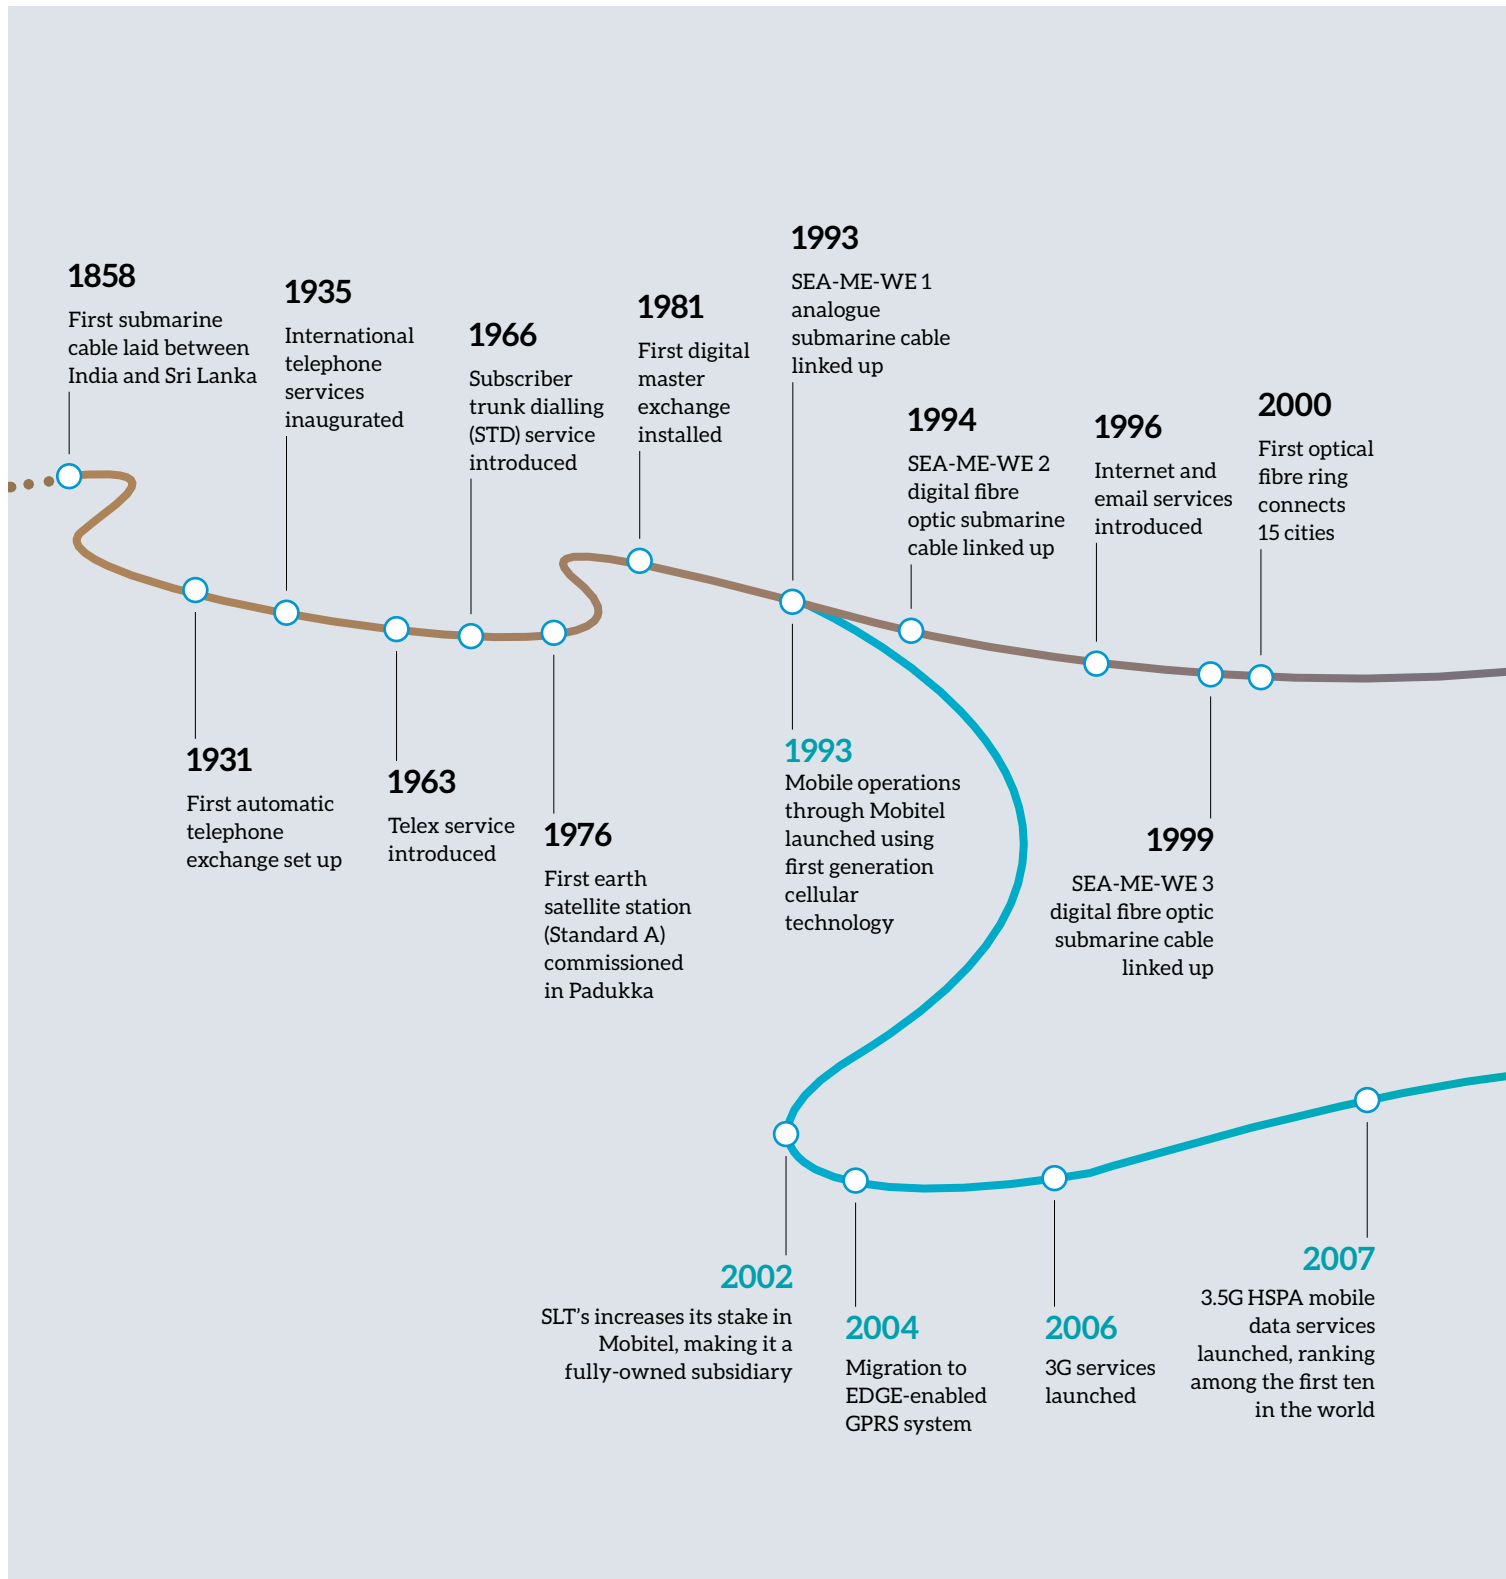 1858
First submarine
cable laid between
India and Sri Lanka
1931
First automatic
telephone
exchange set up
1935
International
telephone
services
inaugurated
1963
Telex service
introduced
1966
Subscriber
trunk dialling
(STD) service
introduced
1976
First earth
satellite station
(Standard A)
commissioned
in Padukka
1981
First digital
master
exchange
installed
1993
SEA-ME-WE 1
analogue
submarine cable
linked up
1993
Mobile operations
through Mobitel
launched using
first generation
cellular
technology
1994
SEA-ME-WE 2
digital fibre
optic submarine
cable linked up
1996
Internet and
email services
introduced
1999
SEA-ME-WE 3
digital fibre optic
submarine cable
linked up
2000
First optical
fibre ring
connects
15 cities
2002
SLT’s increases its stake in
Mobitel, making it a
fully-owned subsidiary
2004
Migration to
EDGE-enabled
GPRS system
2006
3G services
launched
2007
3.5G HSPA mobile
data services
launched, ranking
among the first ten
in the world